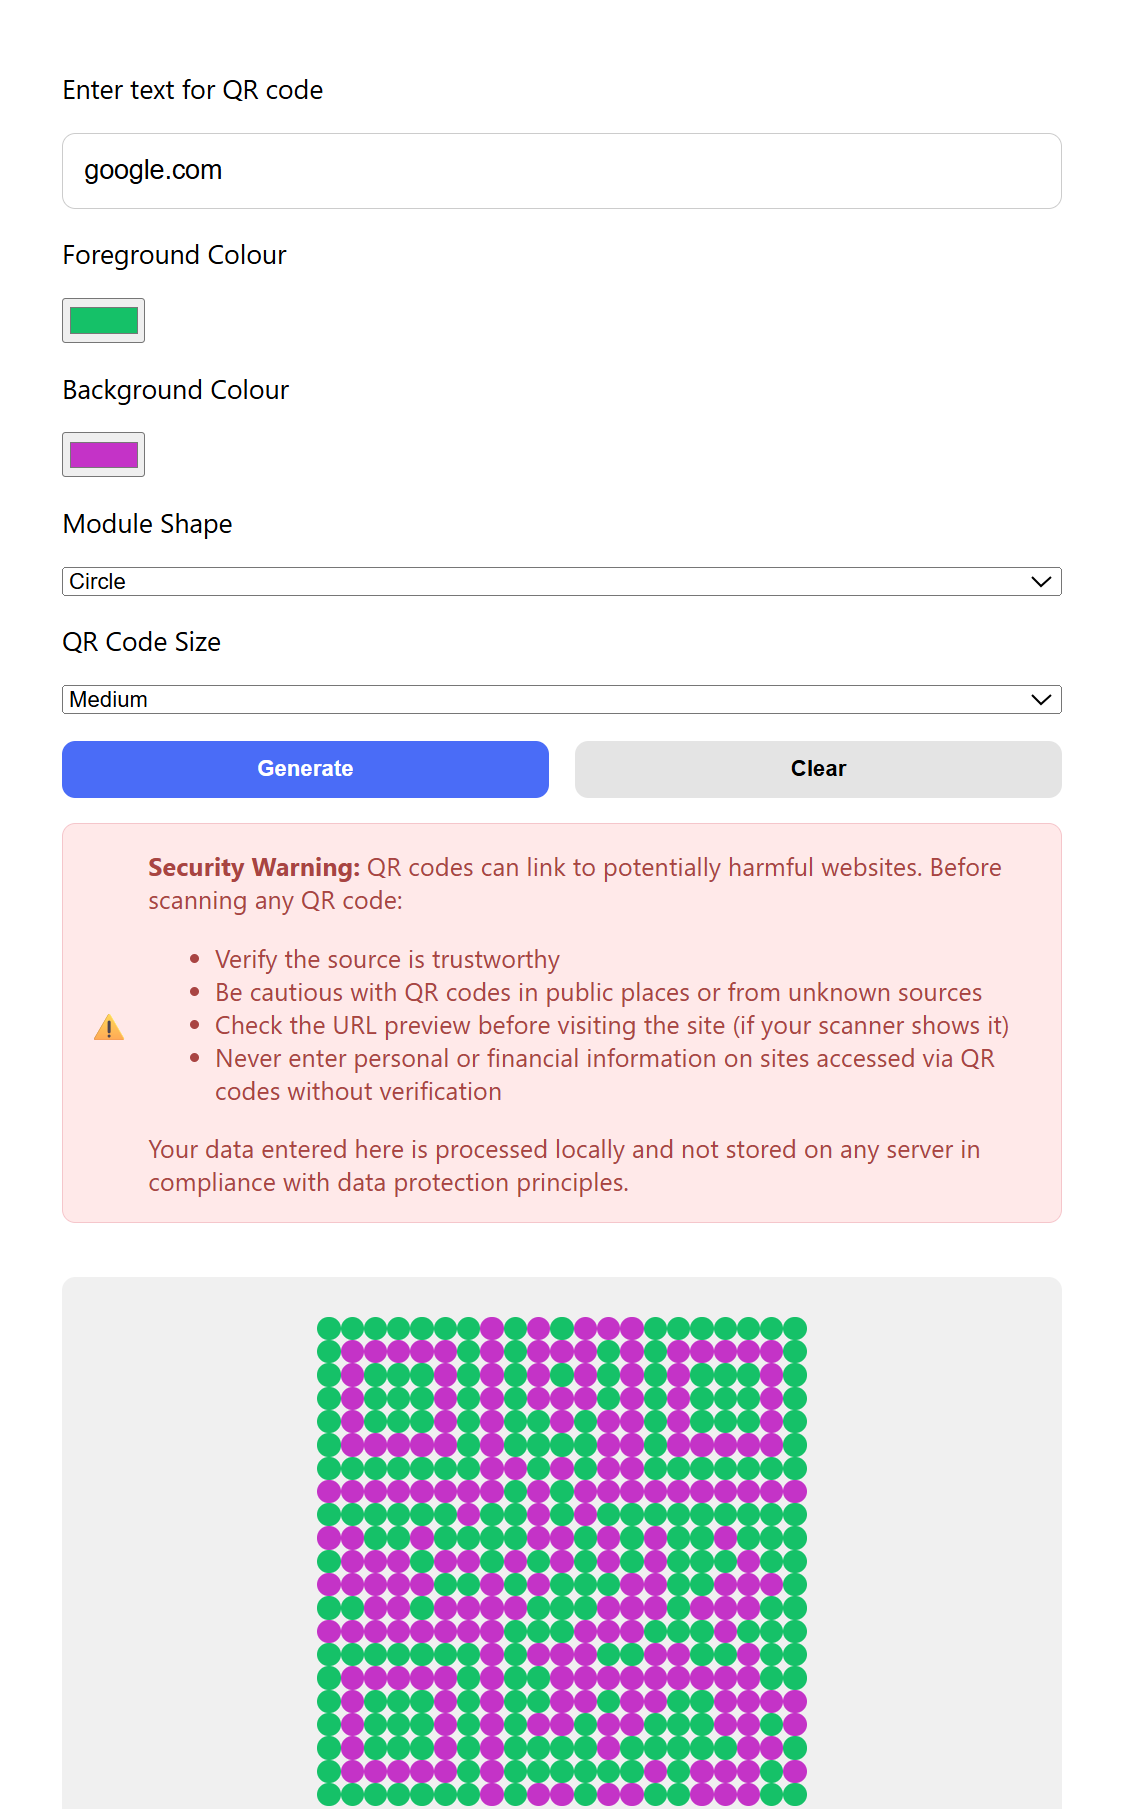 Enter text for QR code
google.com
Foreground Colour
Background Colour
Module Shape
Circle
QR Code Size
Medium
Generate
Clear
Security Warning: QR codes can link to potentially harmful websites. Before
scanning any QR code:
Verify the source is trustworthy
Be cautious with QR codes in public places or from unknown sources
Check the URL preview before visiting the site (if your scanner shows it)
Never enter personal or financial information on sites accessed via QR
codes without verification
Your data entered here is processed locally and not stored on any server in
compliance with data protection principles.